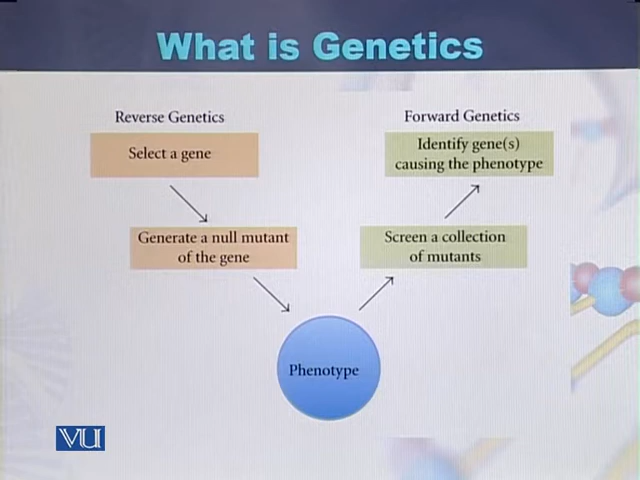 What is Genetics
Reverse Genetics
Select a gene
Generate a null mutant
of the gene
Forward Genetics
Identify gene(s)
causing the phenotype
Screen a collection
of mutants
Phenotype
VU